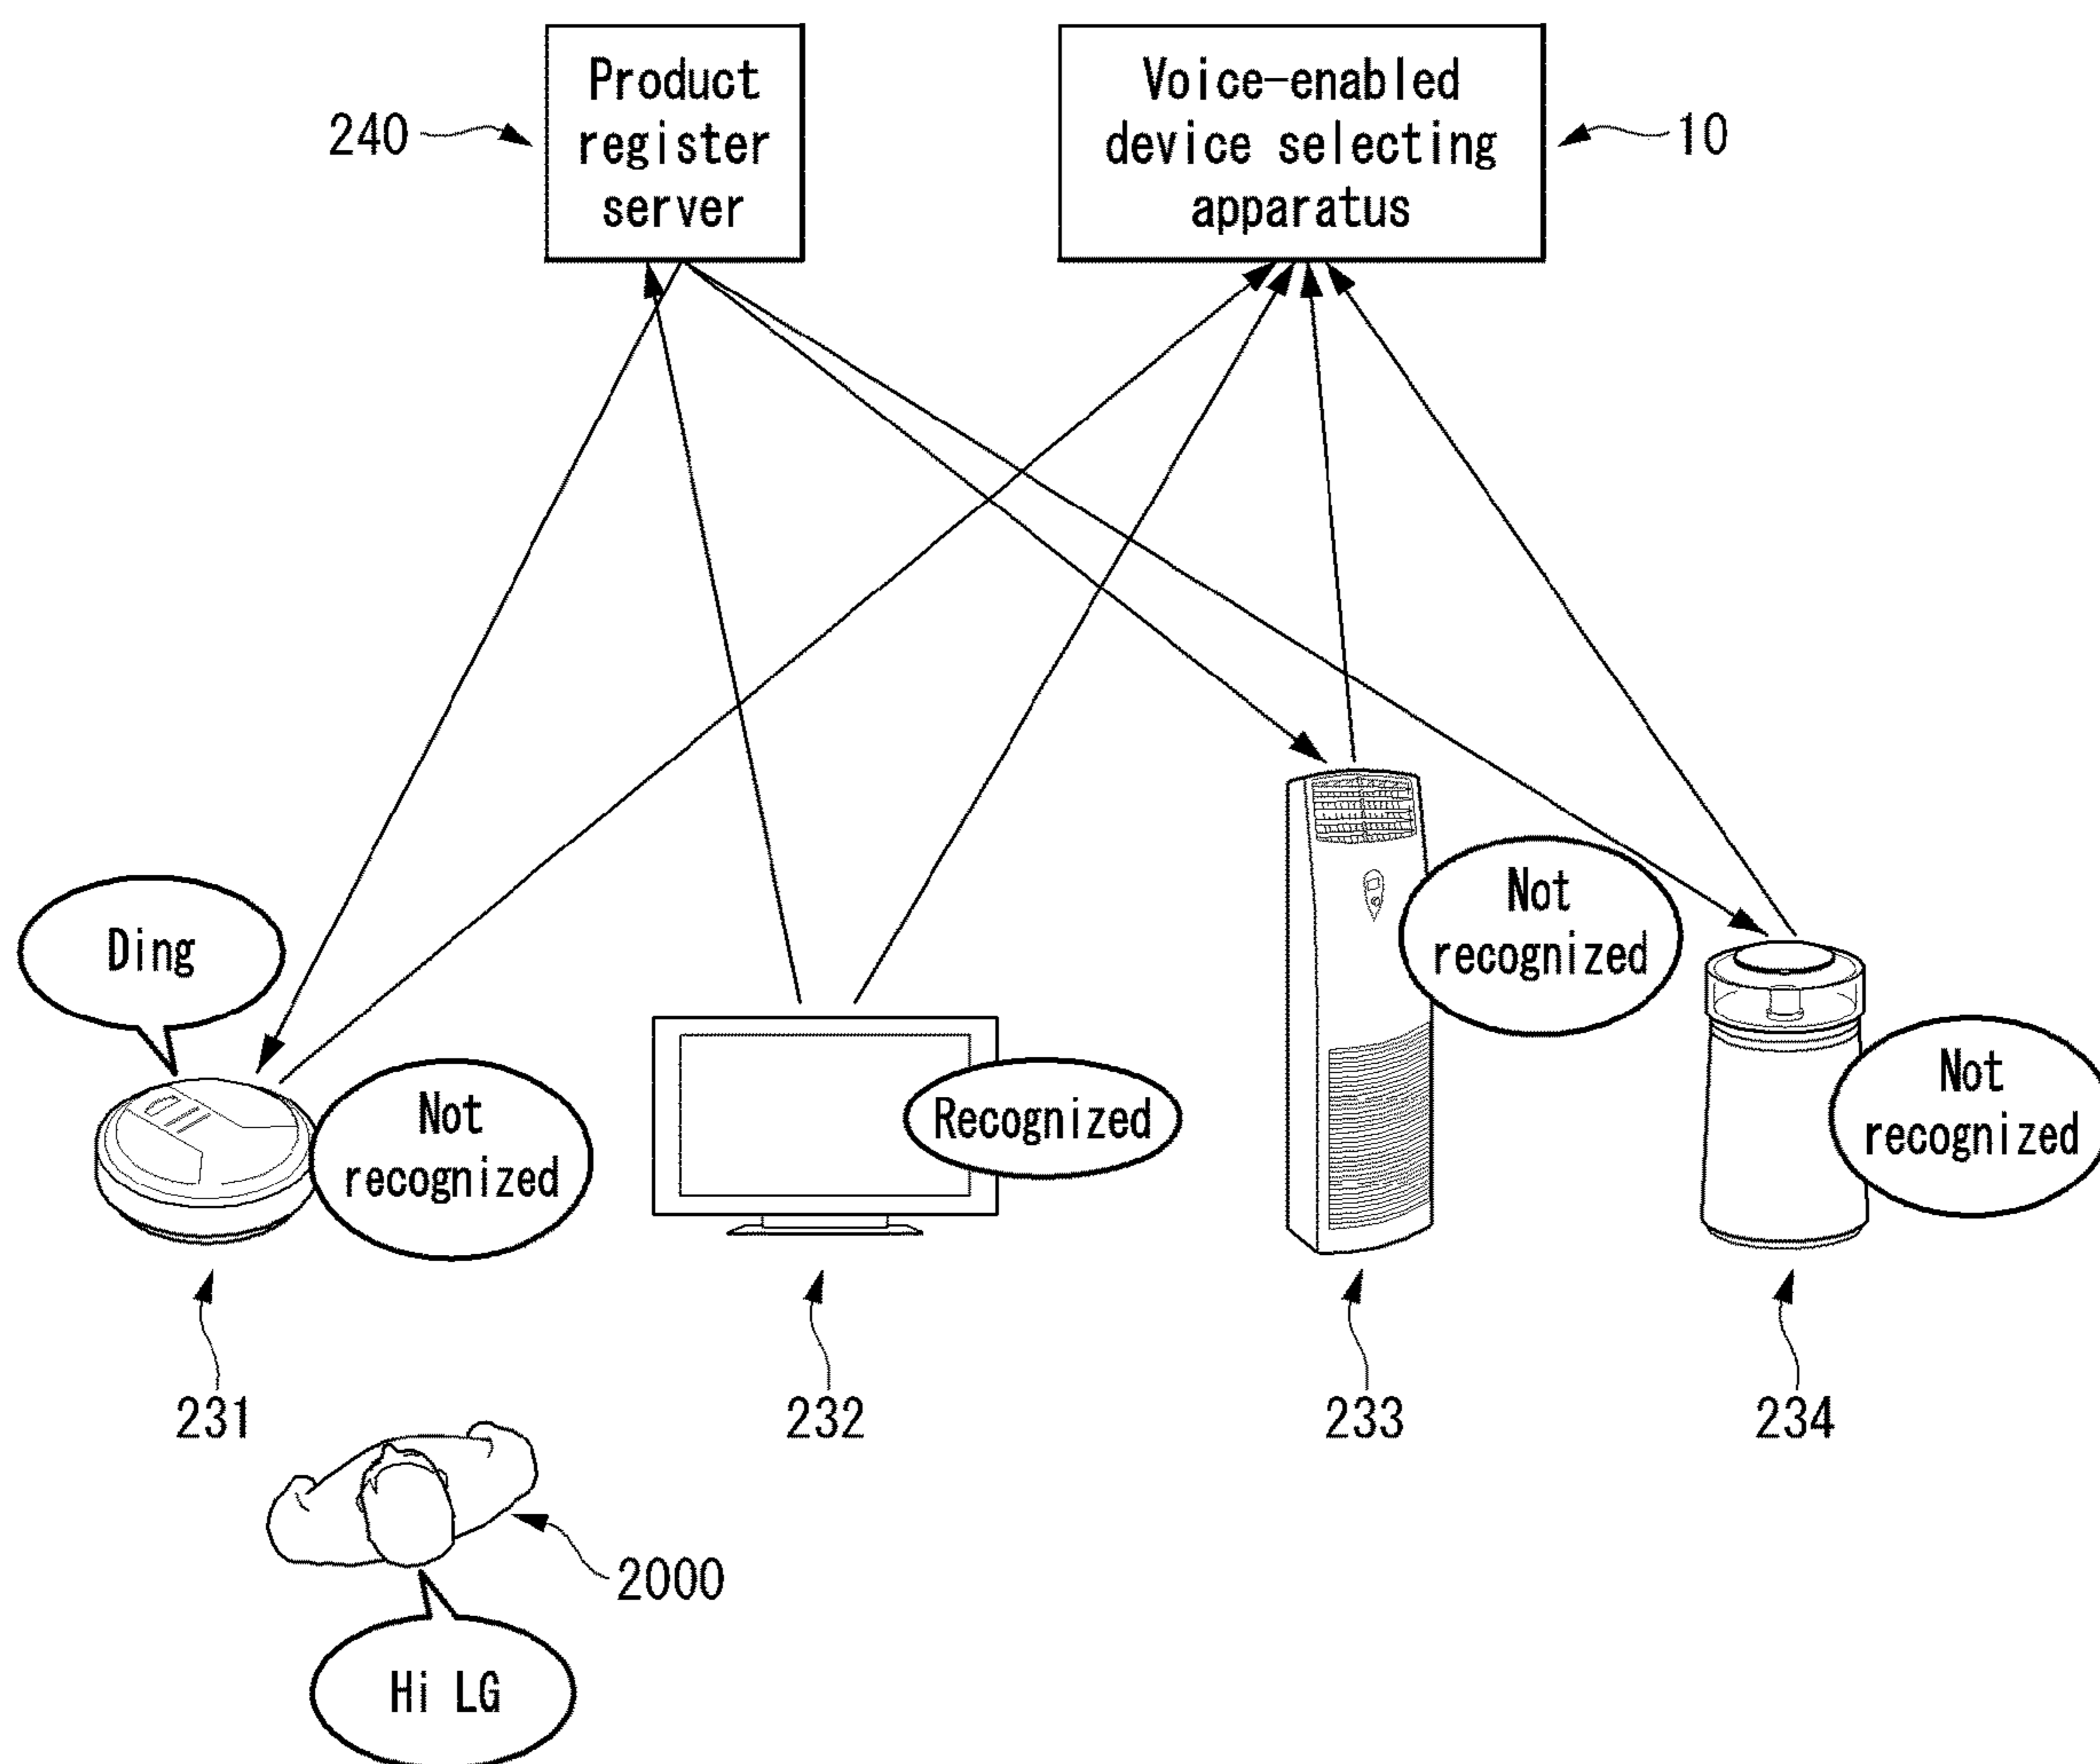 Product
register
server
240
Voice-enabled
device selecting
apparatus
10
Ding
Not
recognized
Recognized
Not
recognized
Not
recognized
231
232
233
234
2000
Hi LG